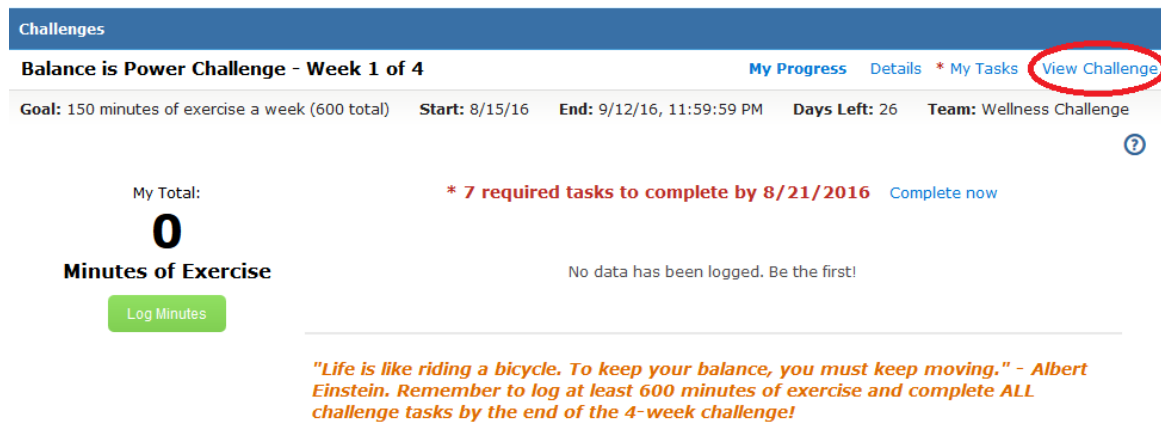 Challenges
Balance is Power Challenge - Week 1 of 4 My Progress Details * My Tasks View Challenge
Goal: 150 minutes of exercise a week (600 total) Start: 8/15/16 End: 9/12/16, 11:59:59 PM Days Left: 26 Team: Wellness Challenge
?
My Total:
0
Minutes of Exercise
Log Minutes
* 7 required tasks to complete by 8/21/2016 Complete now
No data has been logged. Be the first!
"Life is like riding a bicycle. To keep your balance, you must keep moving." - Albert
Einstein. Remember to log at least 600 minutes of exercise and complete ALL
challenge tasks by the end of the 4-week challenge!